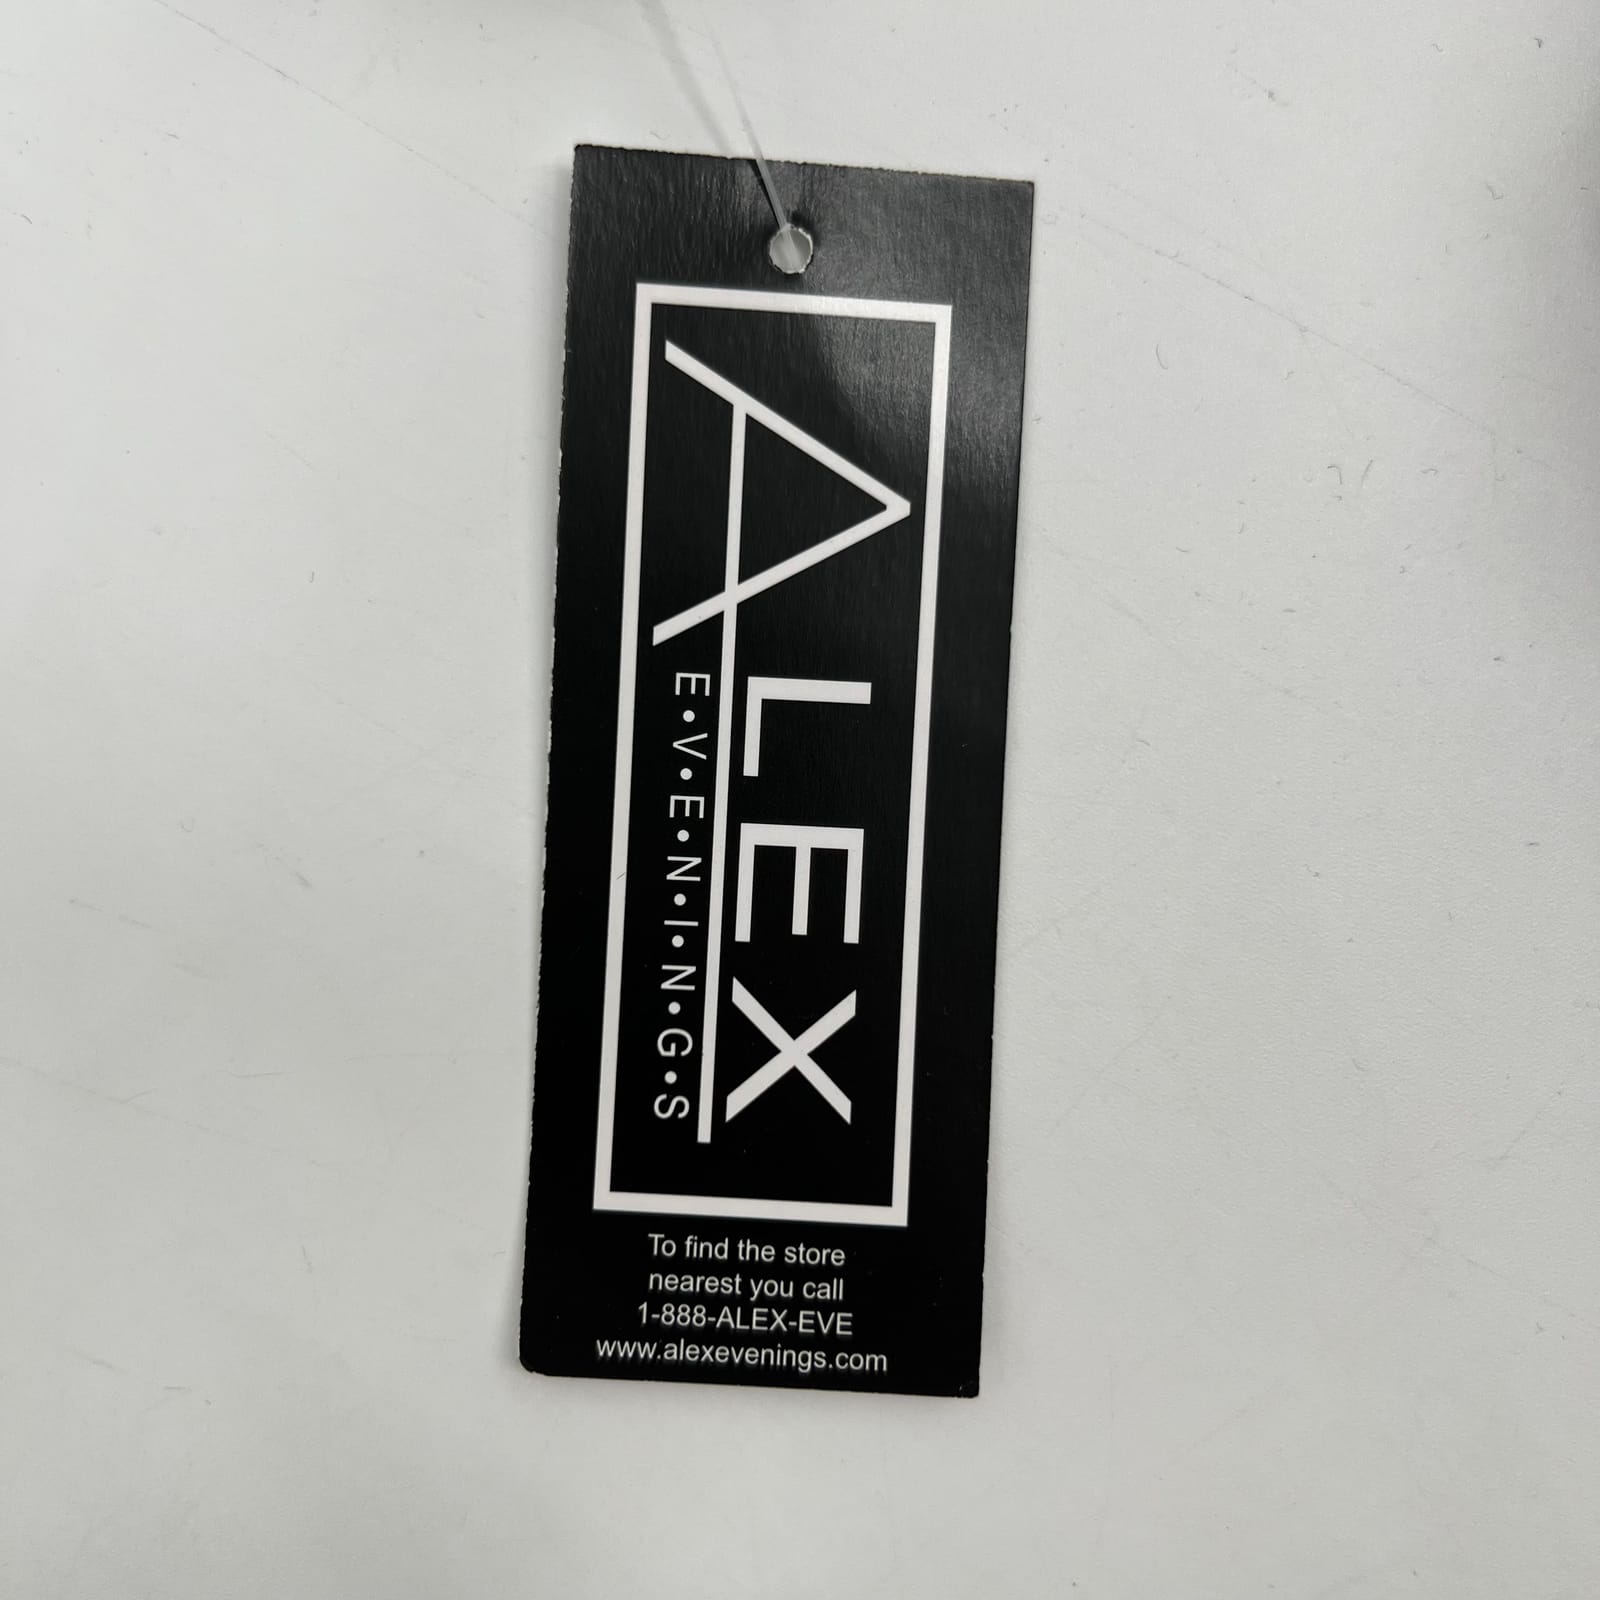 ALEX
E•V•E•N•I•N•G•S
To find the store
nearest you call
1-888-ALEX-EVE
www.alexevenings.com